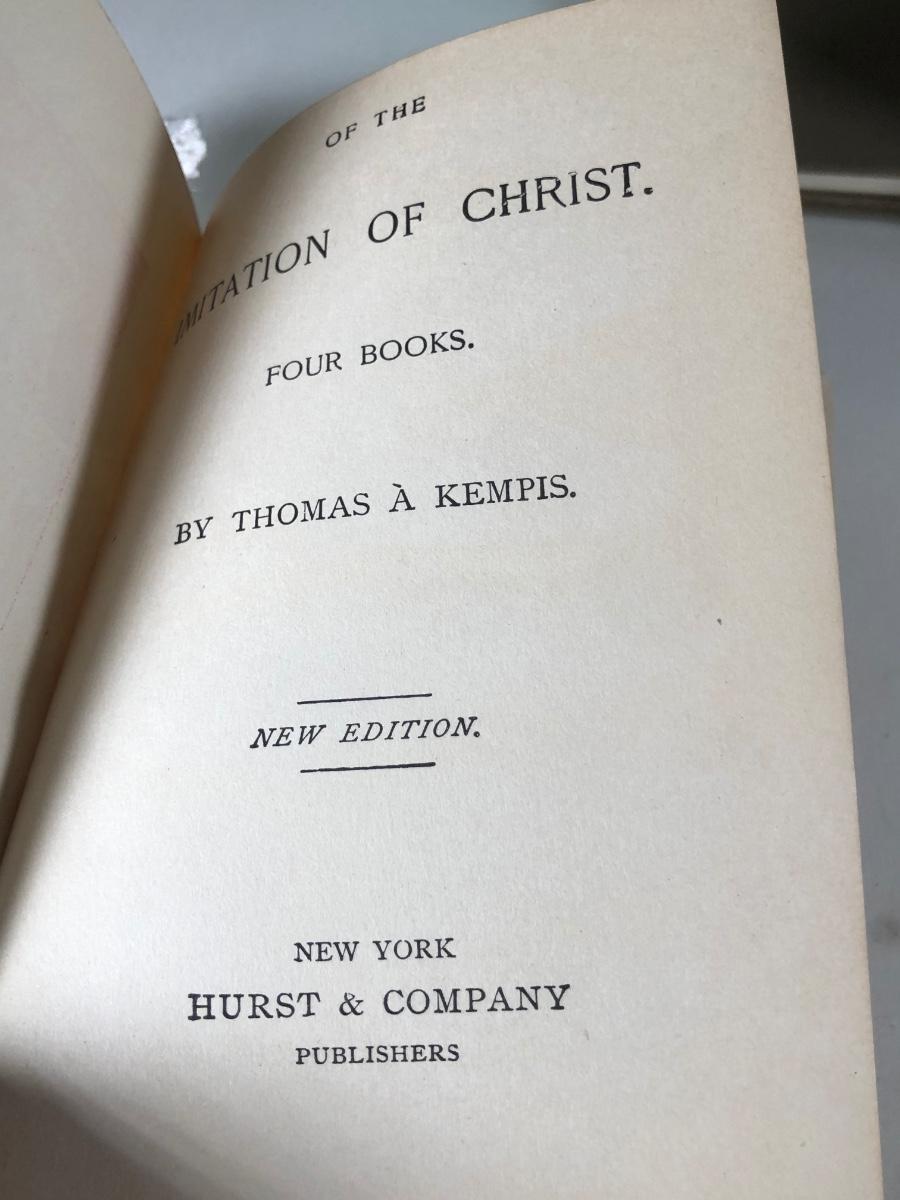 OF THE
IMITATION OF CHRIST.
FOUR BOOKS.
BY THOMAS À KEMPIS.
NEW EDITION.
NEW YORK
HURST & COMPANY
PUBLISHERS